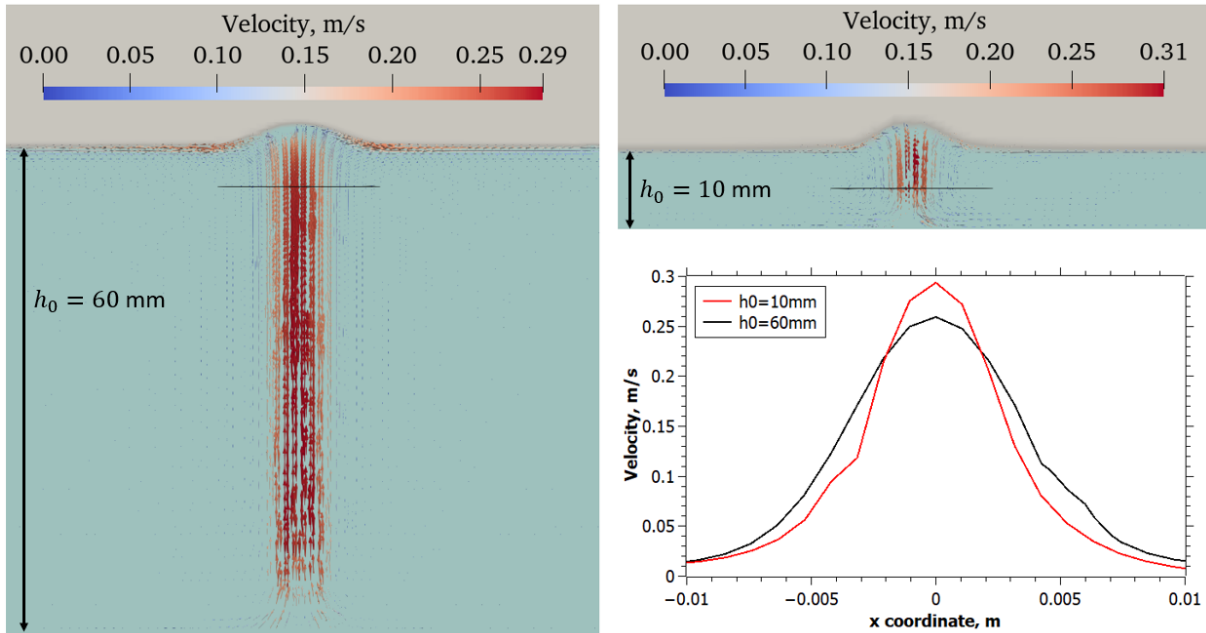 Velocity, m/s
0.00 0.05 0.10 0.15 0.20 0.25 0.29
h₀ = 60 mm
Velocity, m/s
0.00 0.05 0.10 0.15 0.20 0.25 0.31
h₀ = 10 mm
h0=10mm
h0=60mm
0.3
0.25
0.2
0.15
0.1
0.05
0
Velocity, m/s
−0.01 −0.005 0 0.005 0.01
x coordinate, m